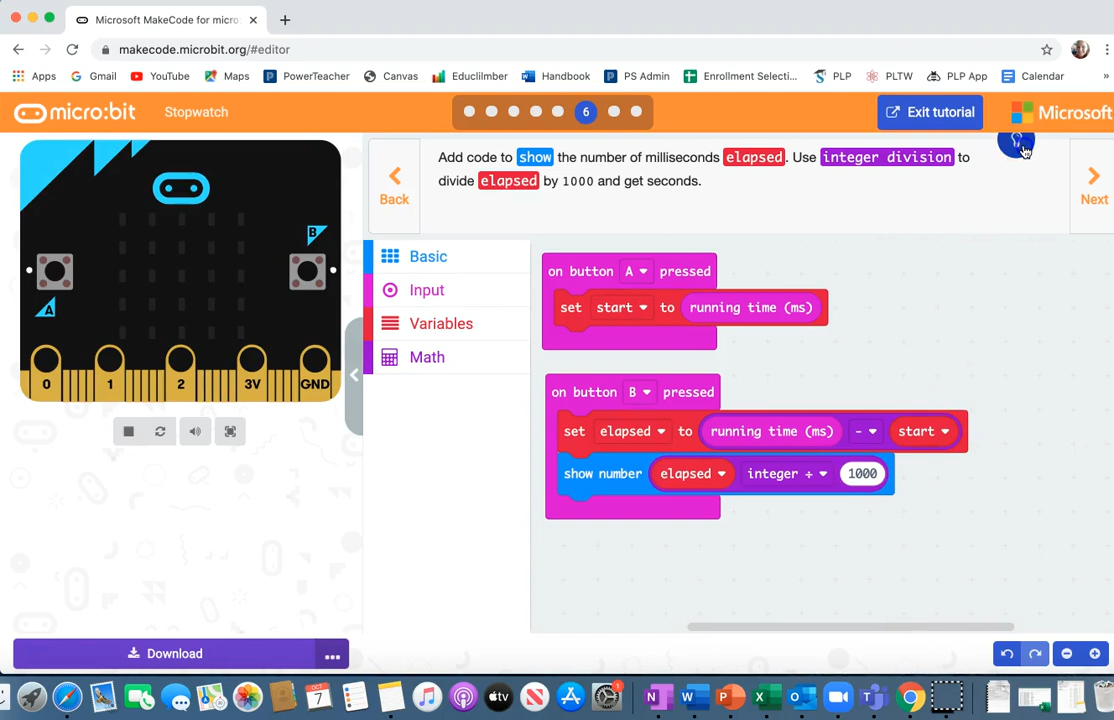 Microsoft MakeCode for micro:
makecode.microbit.org/#editor
Apps Gmail YouTube Maps PowerTeacher Canvas EduclImber Handbook PS Admin Enrollment Selecti... PLP PLTW PLP App Calendar »
micro:bit Stopwatch 6 Exit tutorial Microsoft
Add code to show the number of milliseconds elapsed. Use integer division to
divide elapsed by 1000 and get seconds.
Back
Next
B
A
0 1 2 3V GND
Basic
Input
Variables
Math
on button A pressed
set start to running time (ms)
on button B pressed
set elapsed to running time (ms) - start
show number elapsed integer ÷ 1000
Download ...
OCT
7
1
tv
N W P X